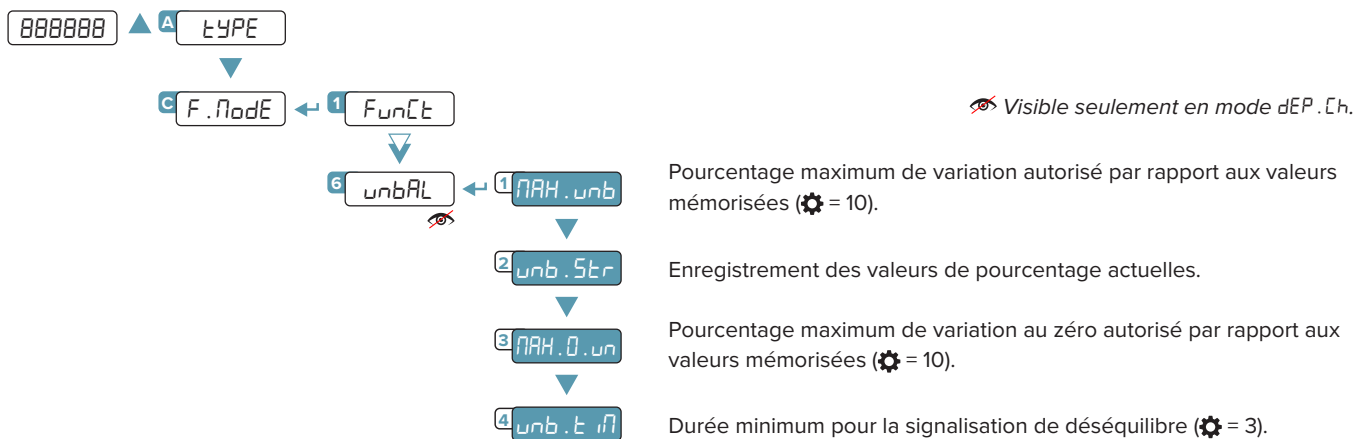 888888 A tYPE
C F.ModE 1 FunCt
Visible seulement en mode dEP.Ch.
6 unbAL 1 MAH.unb
Pourcentage maximum de variation autorisé par rapport aux valeurs
mémorisées ( = 10).
2 unb.Str
Enregistrement des valeurs de pourcentage actuelles.
3 MAH.0.un
Pourcentage maximum de variation au zéro autorisé par rapport aux
valeurs mémorisées ( = 10).
4 unb.tiM
Durée minimum pour la signalisation de déséquilibre ( = 3).